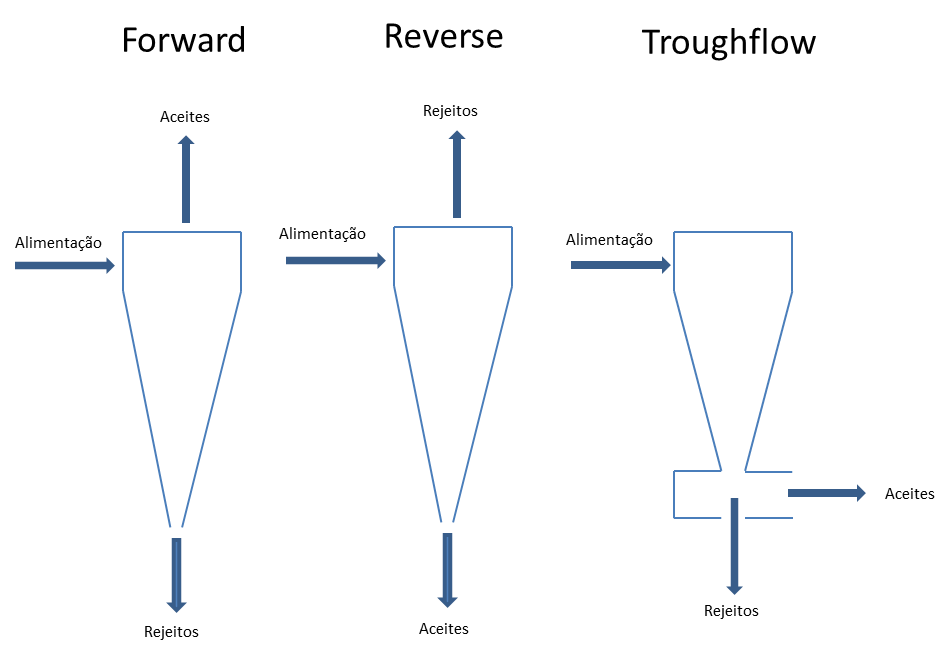 Forward
Reverse
Troughflow
Aceites
Rejeitos
Alimentação
Alimentação
Alimentação
Aceites
Rejeitos
Aceites
Rejeitos